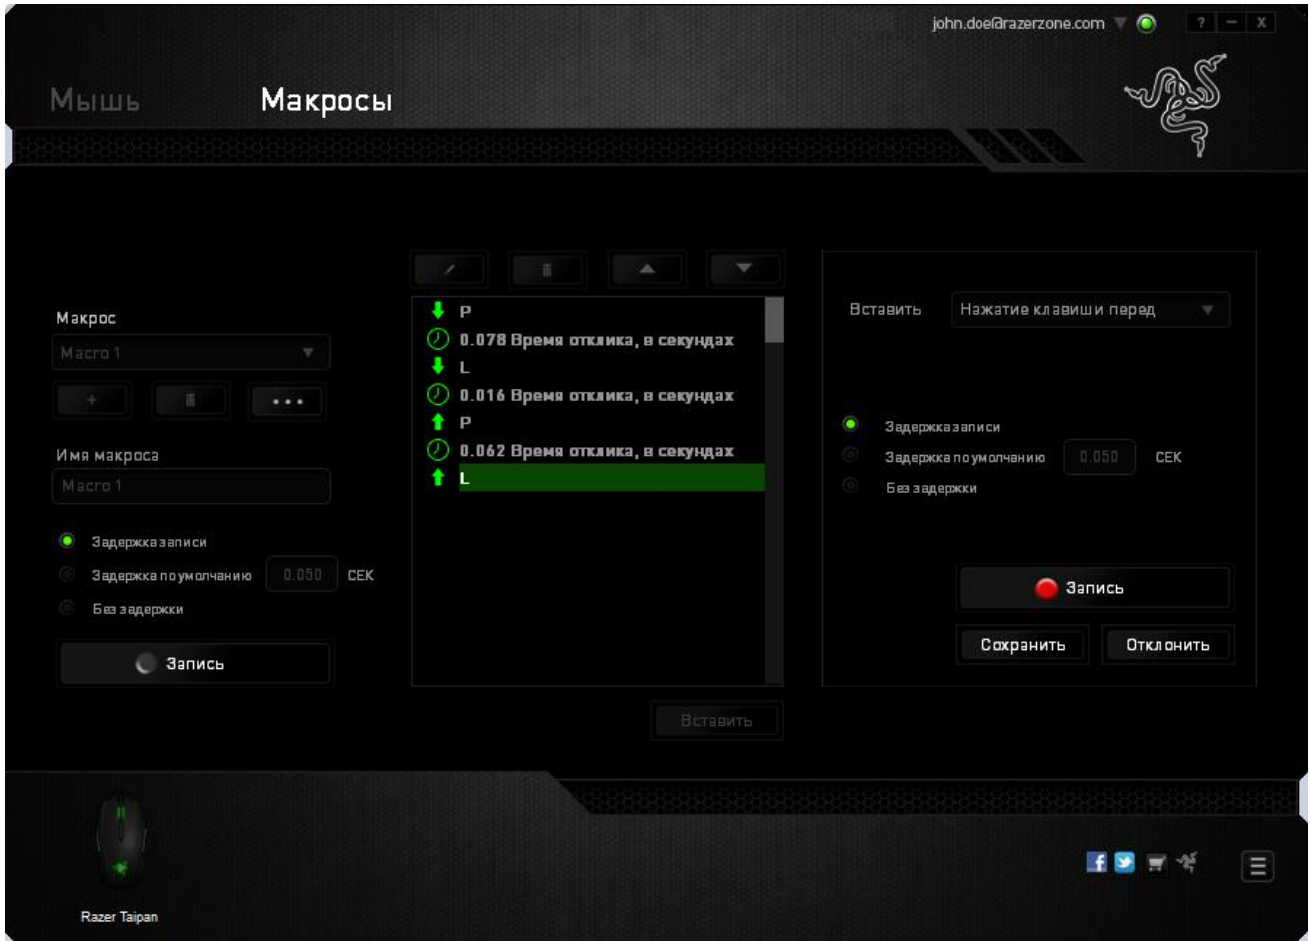 john.doe@razerzone.com
? – X
Мышь Макросы
Макрос
Macro 1
+
...
Имя макроса
Macro 1
Задержка записи
Задержка по умолчанию 0.050 СЕК
Без задержки
Запись
P
0.078 Время отклика, в секундах
L
0.016 Время отклика, в секундах
P
0.062 Время отклика, в секундах
L
Вставить
Вставить Нажатие клавиши перед
Задержка записи
Задержка по умолчанию 0.050 СЕК
Без задержки
Запись
Сохранить Отклонить
Razer Taipan